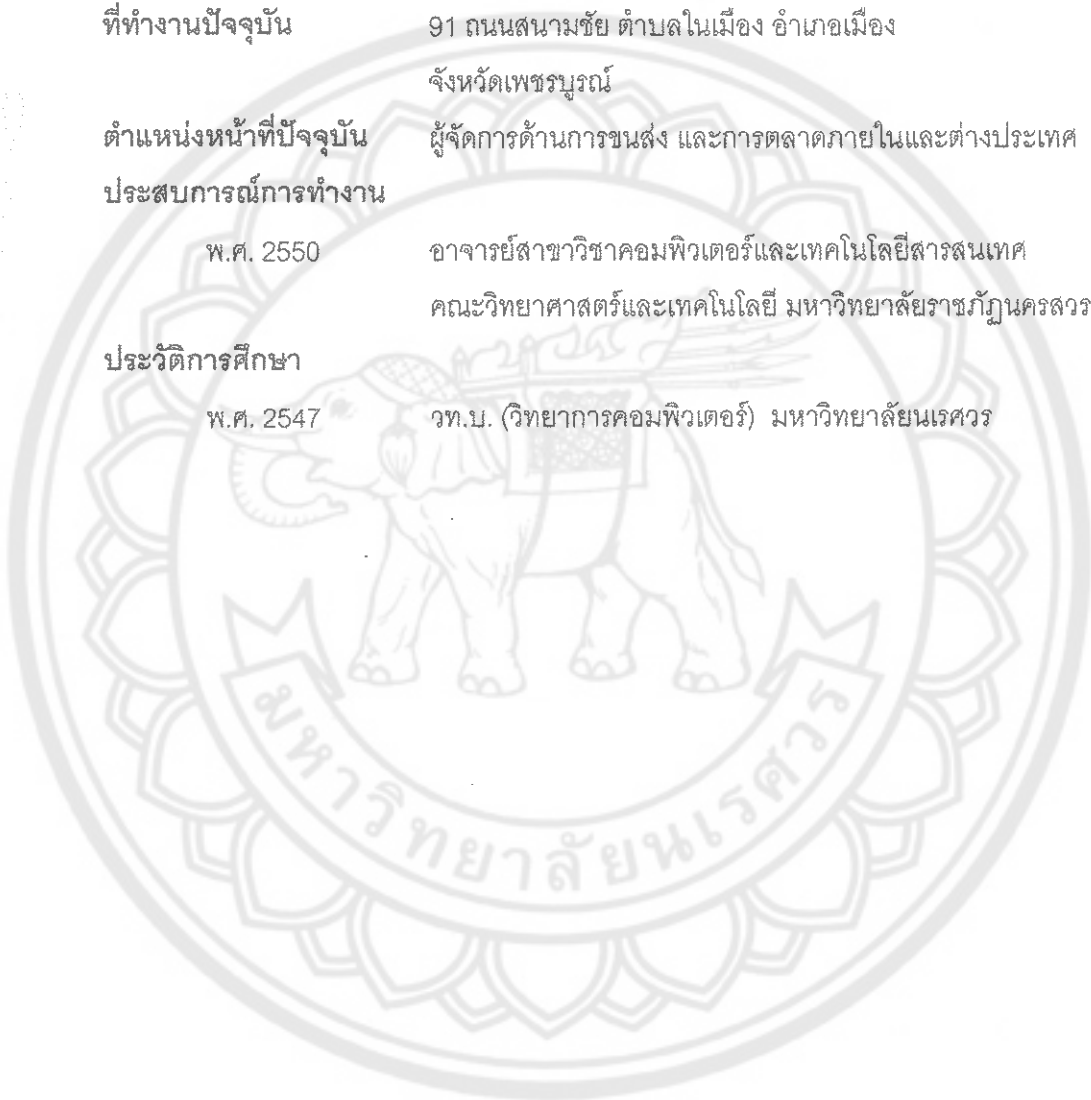 ที่ทำงานปัจจุบัน 91 ถนนสนามชัย ตำบลในเมือง อำเภอเมือง
จังหวัดเพชรบูรณ์
ตำแหน่งหน้าที่ปัจจุบัน ผู้จัดการด้านการขนส่ง และการตลาดภายในและต่างประเทศ
ประสบการณ์การทำงาน
พ.ศ. 2550 อาจารย์สาขาวิชาคอมพิวเตอร์และเทคโนโลยีสารสนเทศ
คณะวิทยาศาสตร์และเทคโนโลยี มหาวิทยาลัยราชภัฏนครสวร
ประวัติการศึกษา
พ.ศ. 2547 วท.บ. (วิทยาการคอมพิวเตอร์) มหาวิทยาลัยนเรศวร
มหาวิทยาลัยนเรศวร